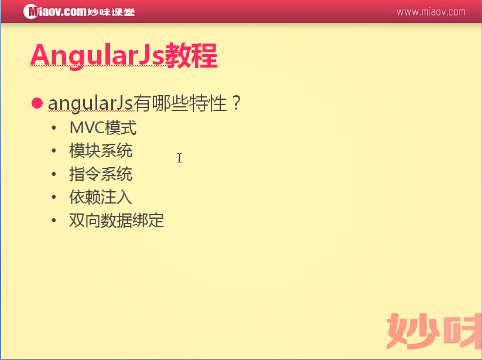 Miaov.com妙味课堂
www.miaov.com
AngularJs教程
angularJs有哪些特性？
MVC模式
模块系统
指令系统
依赖注入
双向数据绑定
妙味